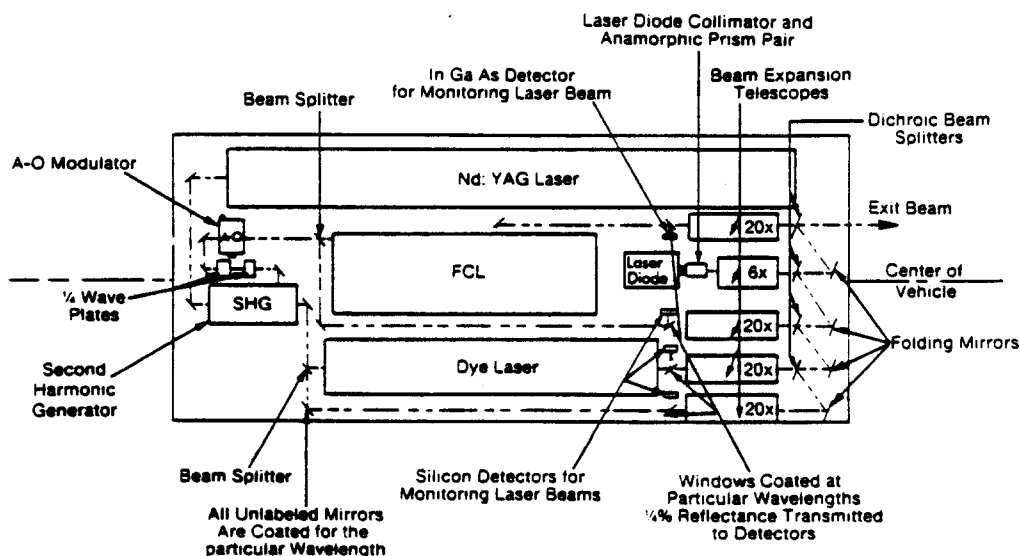 Laser Diode Collimator and
Anamorphic Prism Pair
In Ga As Detector
for Monitoring Laser Beam
Beam Expansion
Telescopes
Beam Splitter
Dichroic Beam
Splitters
A-O Modulator
Nd: YAG Laser
Exit Beam
20x
A-O
FCL
Laser
Diode
6x
Center of
Vehicle
¼ Wave
Plates
SHG
20x
Folding Mirrors
Second
Harmonic
Generator
Dye Laser
20x
20x
Beam Splitter
Silicon Detectors for
Monitoring Laser Beams
Windows Coated at
Particular Wavelengths
¼% Reflectance Transmitted
to Detectors
All Unlabeled Mirrors
Are Coated for the
particular Wavelength